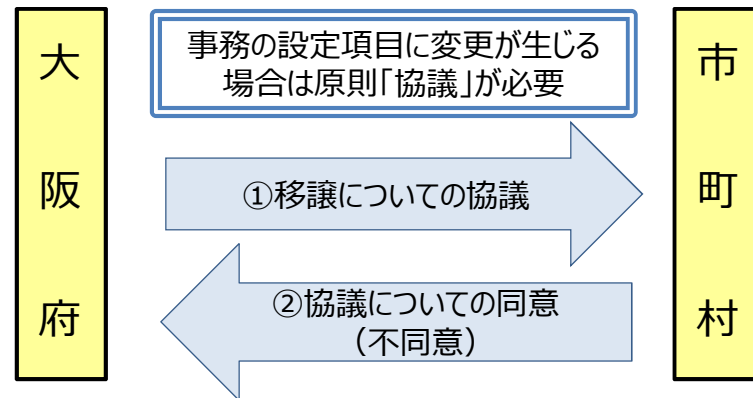 大阪府
事務の設定項目に変更が生じる
場合は原則「協議」が必要
①移譲についての協議
②協議についての同意
（不同意）
市町村